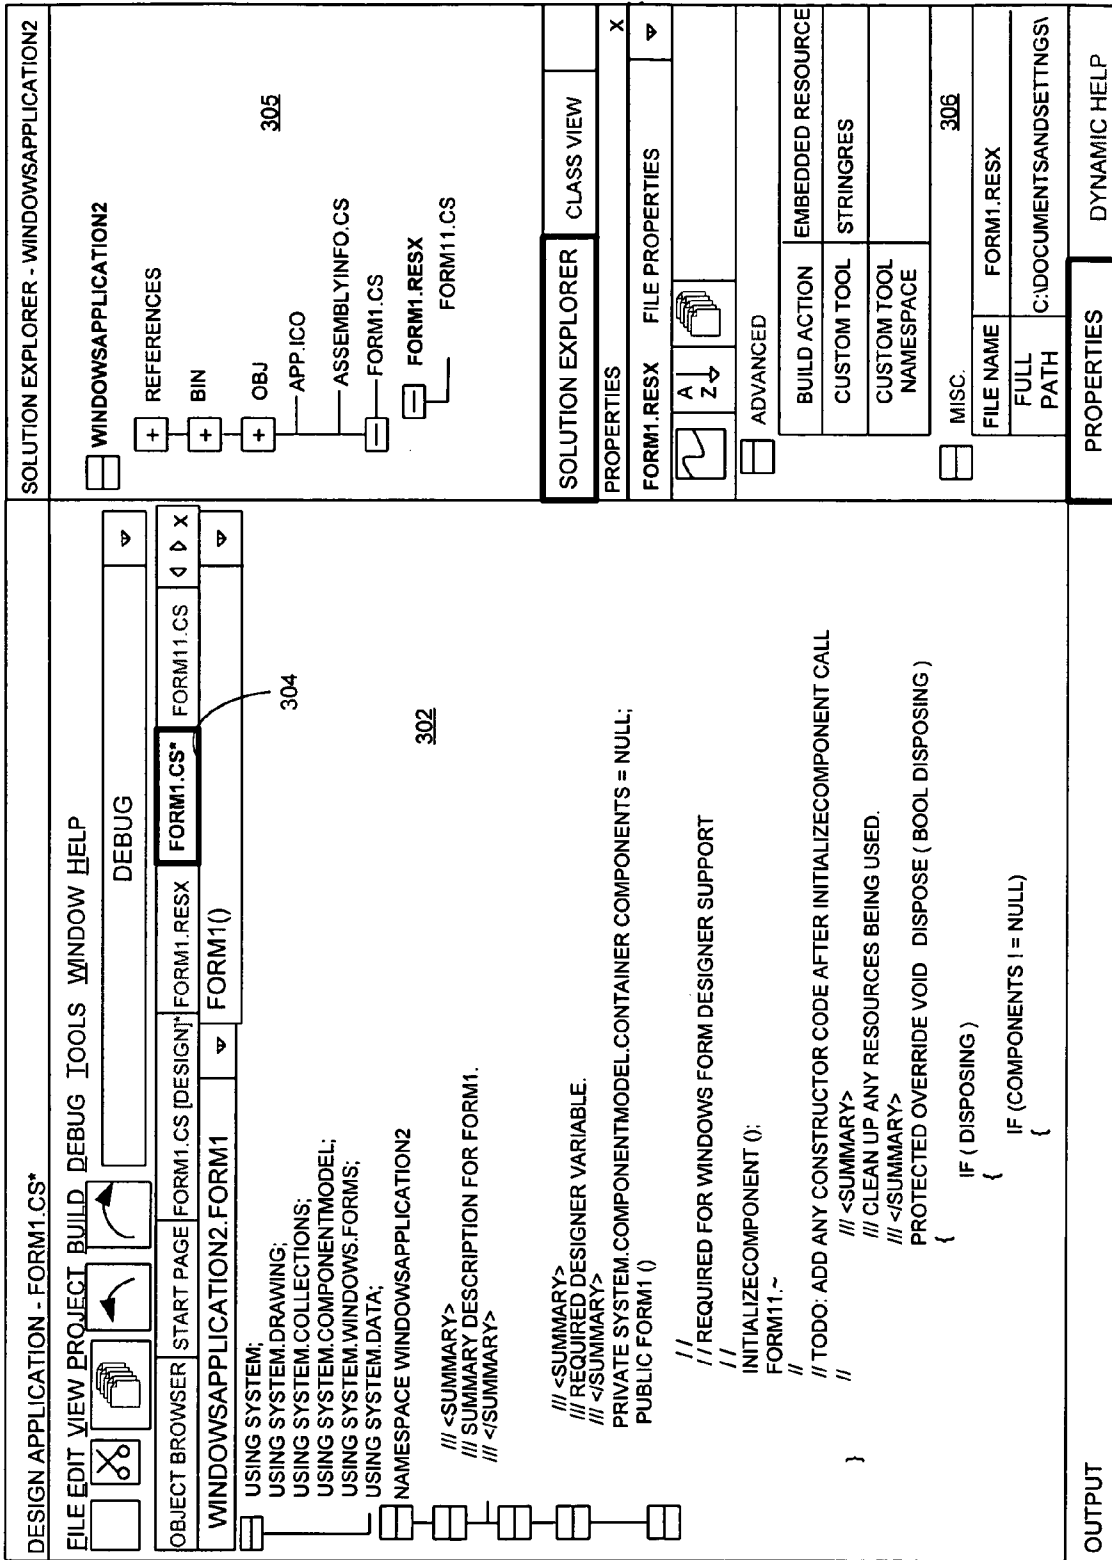 DESIGN APPLICATION - FORM1.CS*
FILE EDIT VIEW PROJECT BUILD DEBUG TOOLS WINDOW HELP
DEBUG
OBJECT BROWSER START PAGE FORM1.CS [DESIGN]* FORM1.RESX FORM1.CS* FORM11.CS X
WINDOWSAPPLICATION2.FORM1 FORM1()
304
302
USING SYSTEM;
USING SYSTEM.DRAWING;
USING SYSTEM.COLLECTIONS;
USING SYSTEM.COMPONENTMODEL;
USING SYSTEM.WINDOWS.FORMS;
USING SYSTEM.DATA;
NAMESPACE WINDOWSAPPLICATION2
/// <SUMMARY>
/// SUMMARY DESCRIPTION FOR FORM1.
/// </SUMMARY>
/// <SUMMARY>
/// REQUIRED DESIGNER VARIABLE.
/// </SUMMARY>
PRIVATE SYSTEM.COMPONENTMODEL.CONTAINER COMPONENTS = NULL;
PUBLIC FORM1 ()
//
// REQUIRED FOR WINDOWS FORM DESIGNER SUPPORT
//
INITIALIZECOMPONENT ();
FORM11.~
//
// TODO: ADD ANY CONSTRUCTOR CODE AFTER INITIALIZECOMPONENT CALL
//
}
/// <SUMMARY>
/// CLEAN UP ANY RESOURCES BEING USED.
/// </SUMMARY>
PROTECTED OVERRIDE VOID DISPOSE ( BOOL DISPOSING )
{
IF ( DISPOSING )
{
IF (COMPONENTS ! = NULL)
{
OUTPUT
SOLUTION EXPLORER - WINDOWSAPPLICATION2
WINDOWSAPPLICATION2
+ REFERENCES
+ BIN
+ OBJ
APP.ICO
ASSEMBLYINFO.CS
FORM1.CS
FORM1.RESX
FORM11.CS
305
SOLUTION EXPLORER CLASS VIEW
PROPERTIES X
FORM1.RESX FILE PROPERTIES
A
Z
ADVANCED
BUILD ACTION EMBEDDED RESOURCE
CUSTOM TOOL STRINGRES
CUSTOM TOOL
NAMESPACE
MISC. 306
FILE NAME FORM1.RESX
FULL
PATH C:\DOCUMENTSANDSETTNGS\
PROPERTIES DYNAMIC HELP